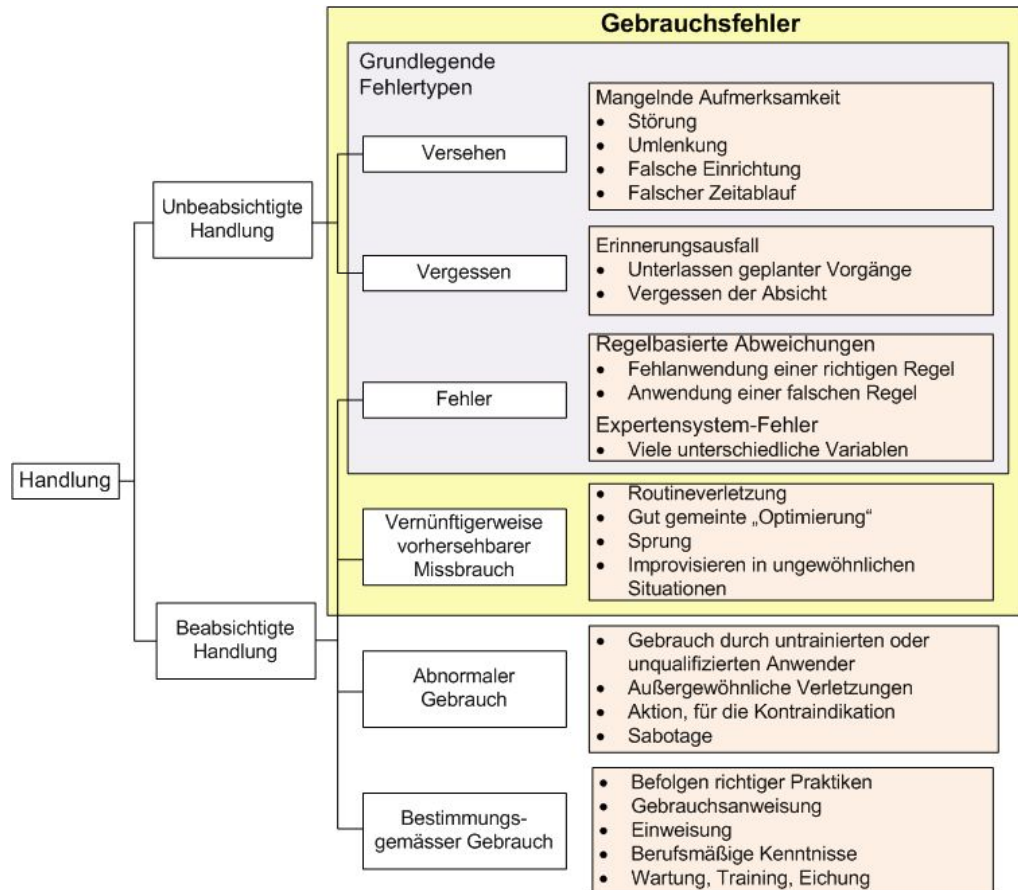 Gebrauchsfehler
Grundlegende
Fehlertypen
Handlung
Unbeabsichtigte
Handlung
Versehen
Mangelnde Aufmerksamkeit
• Störung
• Umlenkung
• Falsche Einrichtung
• Falscher Zeitablauf
Vergessen
Erinnerungsausfall
• Unterlassen geplanter Vorgänge
• Vergessen der Absicht
Beabsichtigte
Handlung
Fehler
Regelbasierte Abweichungen
• Fehlanwendung einer richtigen Regel
• Anwendung einer falschen Regel
Expertensystem-Fehler
• Viele unterschiedliche Variablen
Vernünftigerweise
vorhersehbarer
Missbrauch
• Routineverletzung
• Gut gemeinte „Optimierung“
• Sprung
• Improvisieren in ungewöhnlichen
Situationen
Abnormaler
Gebrauch
• Gebrauch durch untrainierten oder
unqualifizierten Anwender
• Außergewöhnliche Verletzungen
• Aktion, für die Kontraindikation
• Sabotage
Bestimmungs-
gemässer Gebrauch
• Befolgen richtiger Praktiken
• Gebrauchsanweisung
• Einweisung
• Berufsmäßige Kenntnisse
• Wartung, Training, Eichung